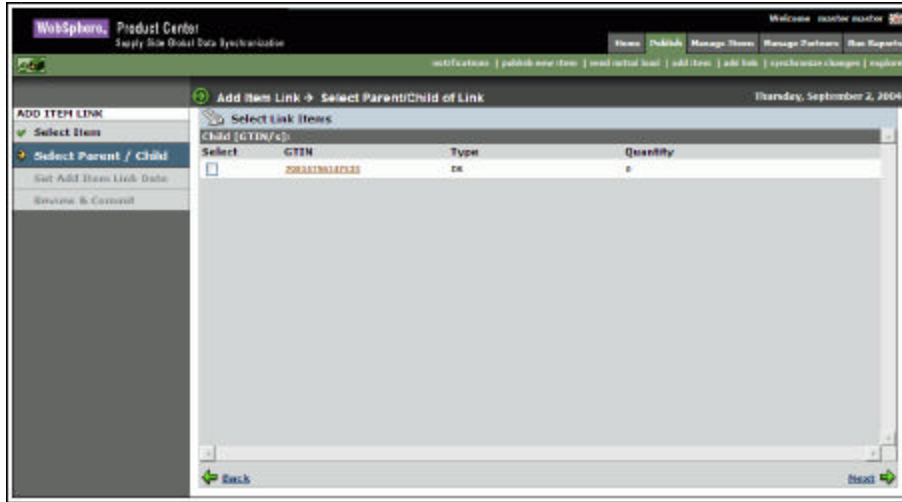 WebSphere. Product Center
Supply Side Global Data Synchronization
Welcome master master
Home Publish Manage Items Manage Partners Run Reports
notifications | publish new item | send initial load | add item | add link | synchronize changes | explore
Add Item Link → Select Parent/Child of Link
Thursday, September 2, 2004
ADD ITEM LINK
Select Item
Select Parent / Child
Set Add Item Link Date
Review & Commit
Select Link Items
Child [GTIN/s]:
Select GTIN Type Quantity
0
Back
Next